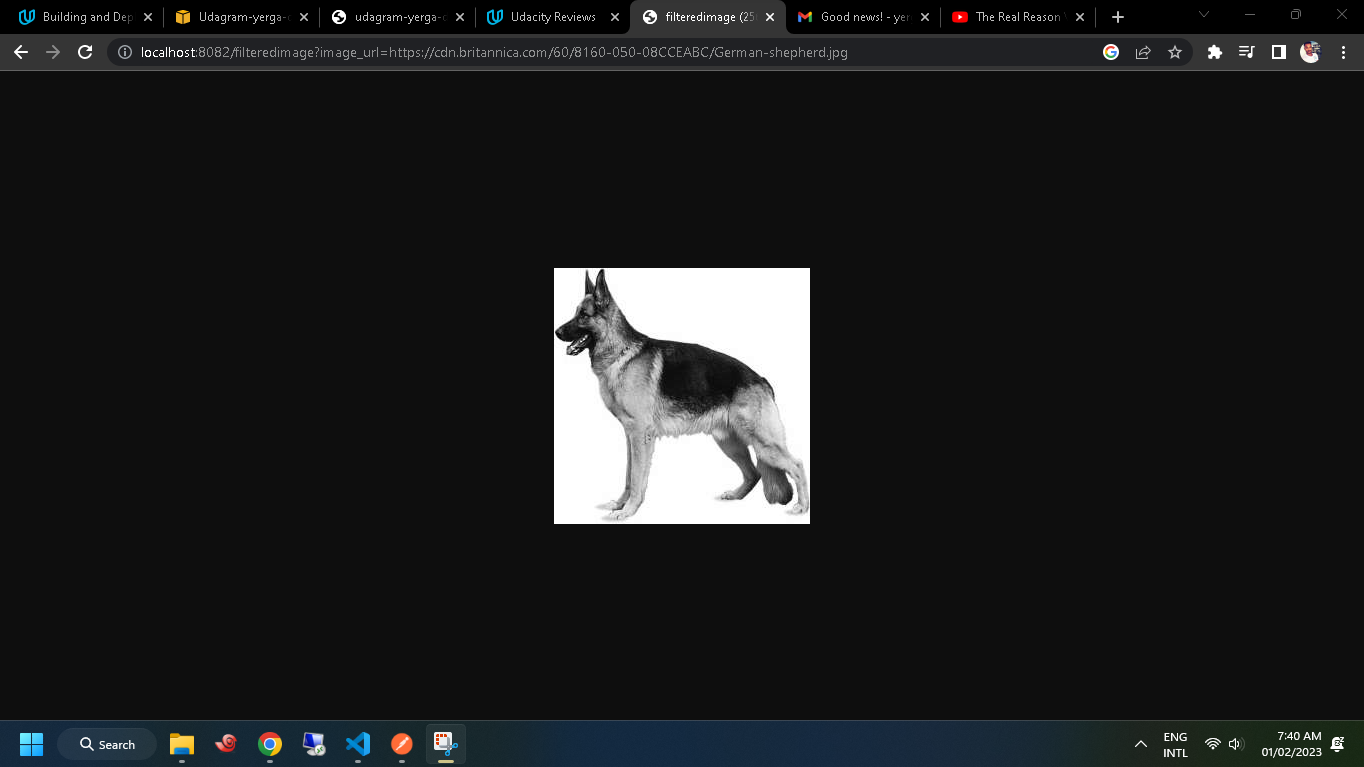 Building and Dep
Udagram-yerga-d
udagram-yerga-d
Udacity Reviews
filteredimage (25
Good news! - yer
The Real Reason
localhost:8082/filteredimage?image_url=https://cdn.britannica.com/60/8160-050-08CCEABC/German-shepherd.jpg
Search
ENG
INTL
7:40 AM
01/02/2023